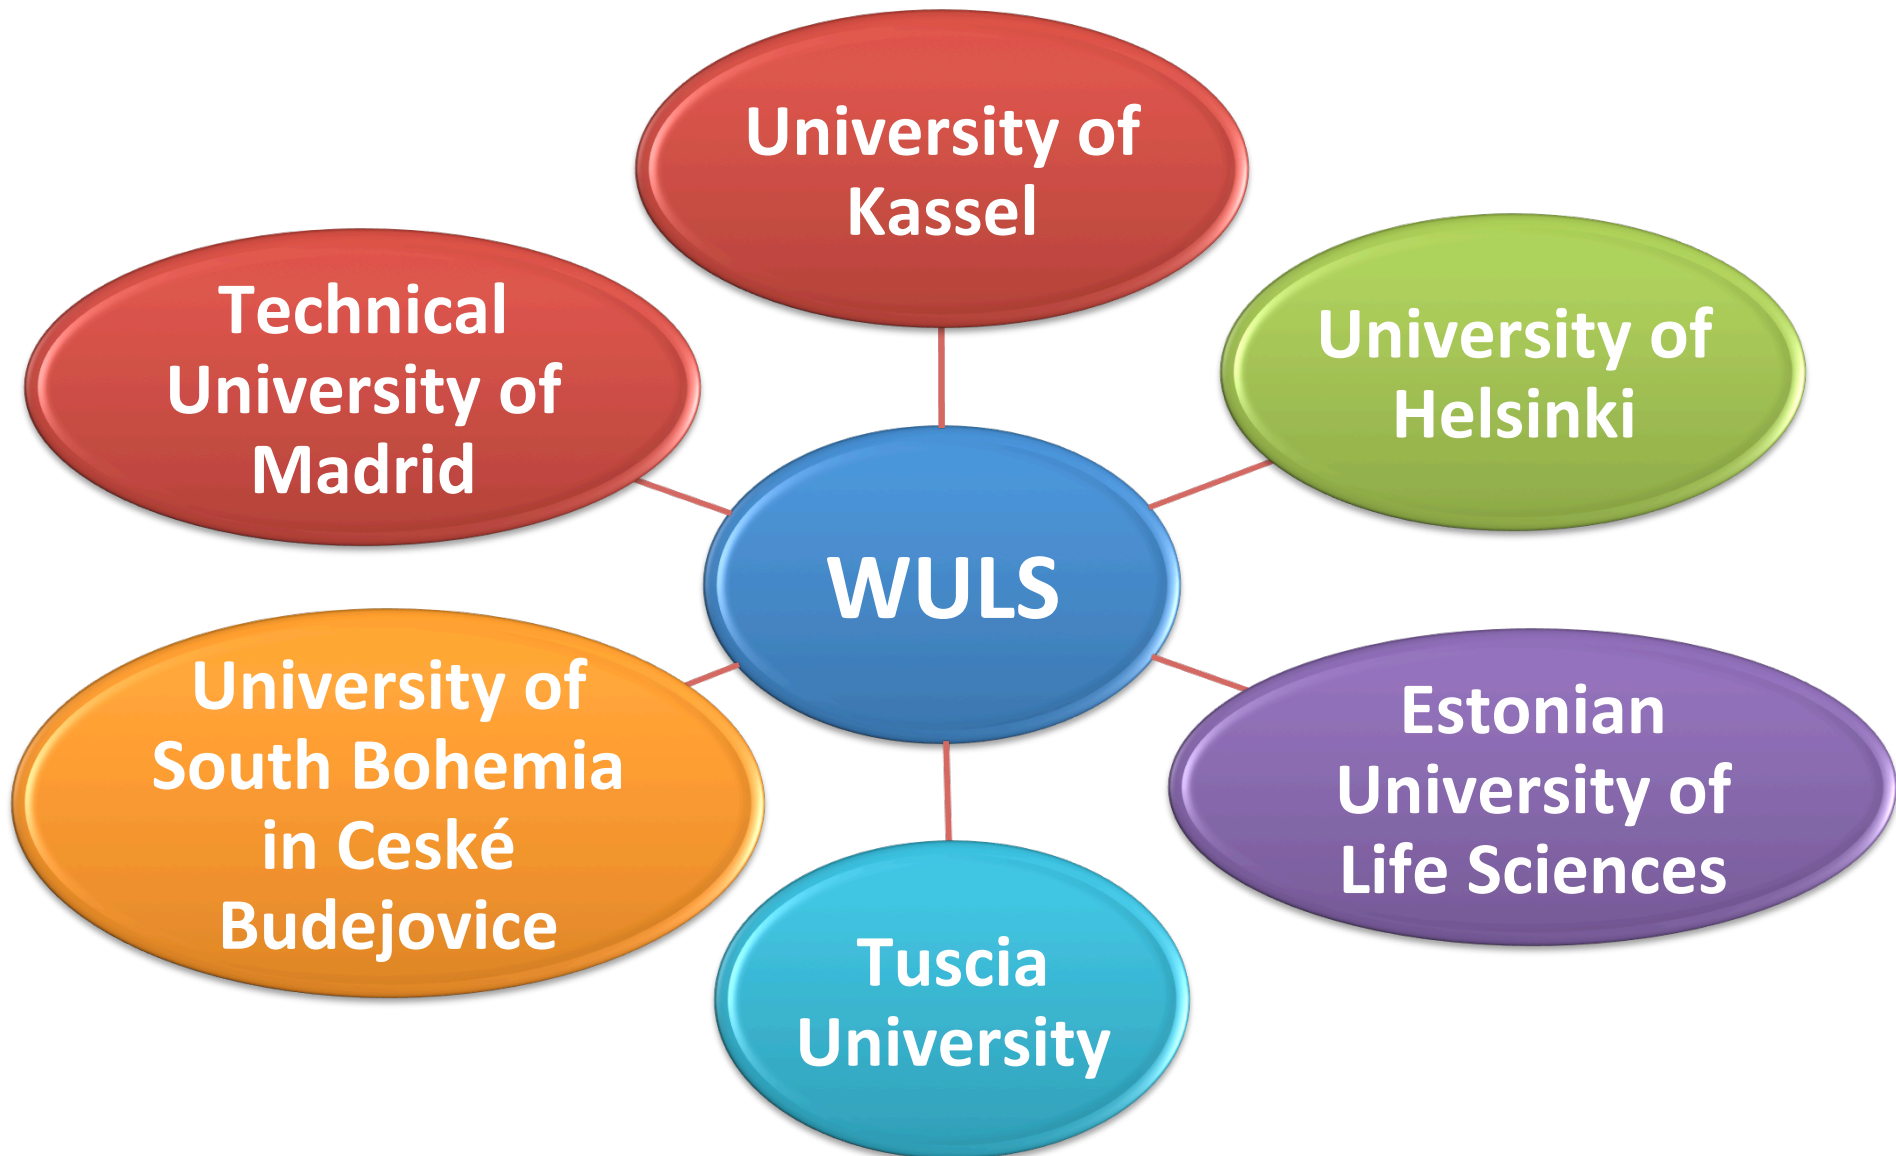 University of
Kassel
Technical
University of
Madrid
University of
Helsinki
WULS
University of
South Bohemia
in Ceské
Budejovice
Estonian
University of
Life Sciences
Tuscia
University